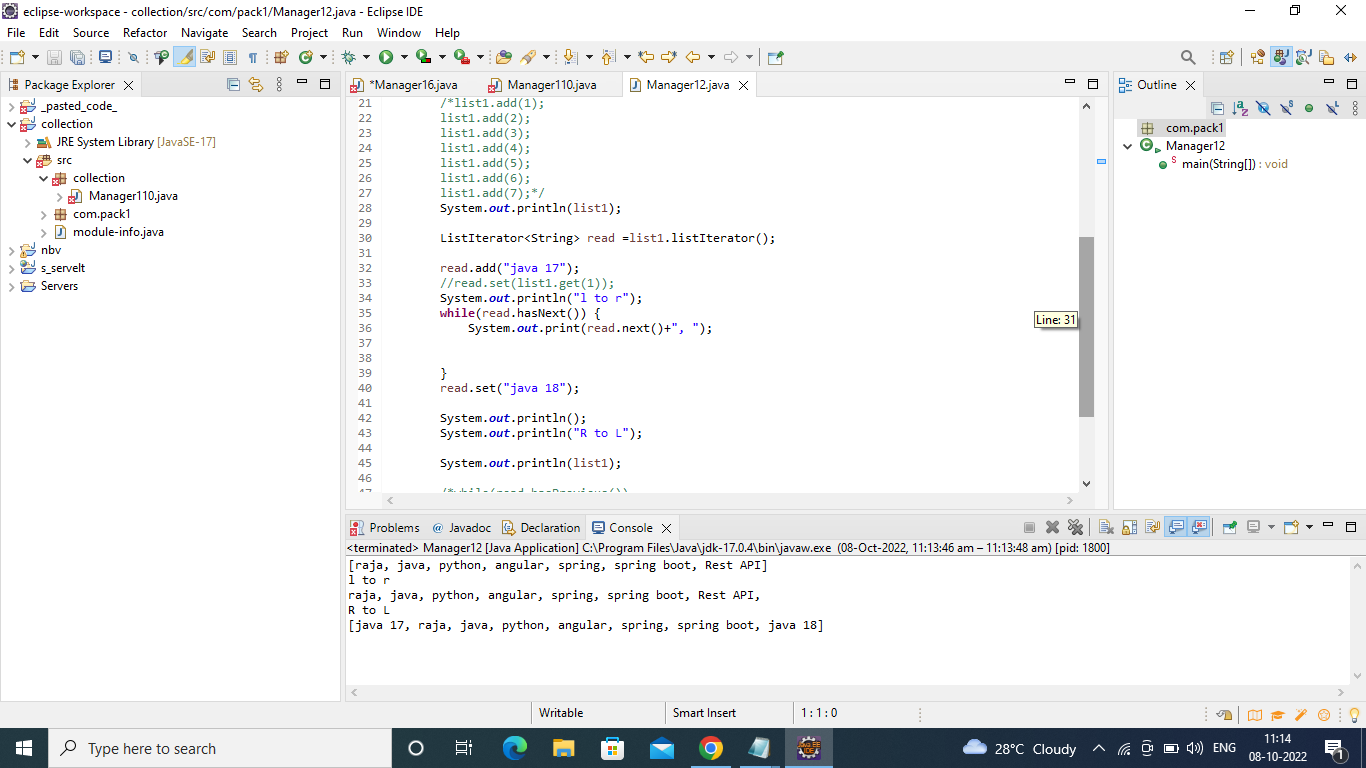 eclipse-workspace - collection/src/com/pack1/Manager12.java - Eclipse IDE
File Edit Source Refactor Navigate Search Project Run Window Help
Package Explorer
*Manager16.java Manager110.java Manager12.java
Outline
_pasted_code_
collection
JRE System Library [JavaSE-17]
src
collection
Manager110.java
com.pack1
module-info.java
nbv
s_servelt
Servers
21 /*list1.add(1);
22 list1.add(2);
23 list1.add(3);
24 list1.add(4);
25 list1.add(5);
26 list1.add(6);
27 list1.add(7);*/
28 System.out.println(list1);
29
30 ListIterator<String> read =list1.listIterator();
31
32 read.add("java 17");
33 //read.set(list1.get(1));
34 System.out.println("l to r");
35 while(read.hasNext()) {
36 System.out.print(read.next()+", ");
37
38
39 }
40 read.set("java 18");
41
42 System.out.println();
43 System.out.println("R to L");
44
45 System.out.println(list1);
46
47 /*while(read.hasPrevious())
Line: 31
com.pack1
Manager12
main(String[]) : void
Problems @ Javadoc Declaration Console
<terminated> Manager12 [Java Application] C:\Program Files\Java\jdk-17.0.4\bin\javaw.exe (08-Oct-2022, 11:13:46 am – 11:13:48 am) [pid: 1800]
[raja, java, python, angular, spring, spring boot, Rest API]
l to r
raja, java, python, angular, spring, spring boot, Rest API,
R to L
[java 17, raja, java, python, angular, spring, spring boot, java 18]
Writable Smart Insert 1 : 1 : 0
Type here to search
28°C Cloudy
ENG
11:14
08-10-2022
1